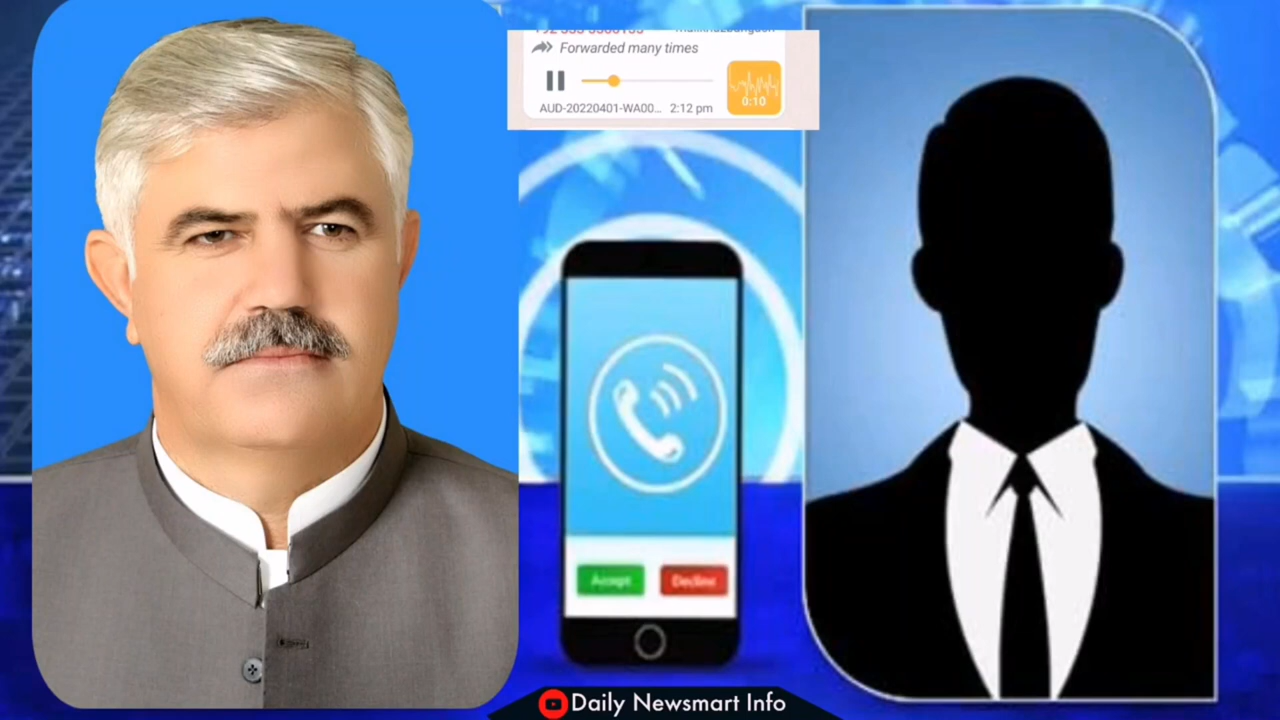 Forwarded many times
AUD-20220401-WA00... 2:12 pm
0:10
Accept
Decline
Daily Newsmart Info